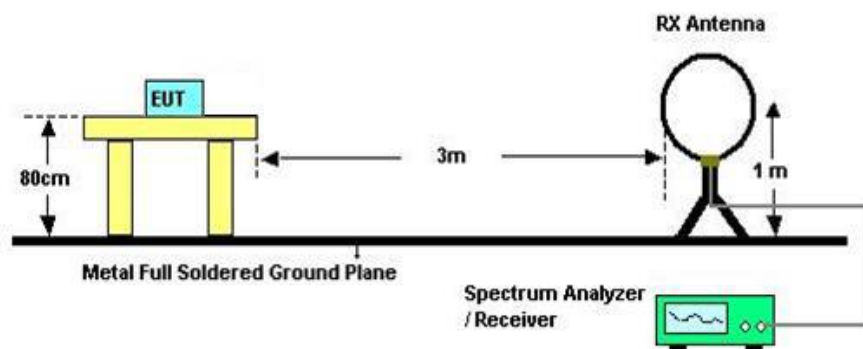 RX Antenna
EUT
3m
80cm
1 m
Metal Full Soldered Ground Plane
Spectrum Analyzer
/ Receiver